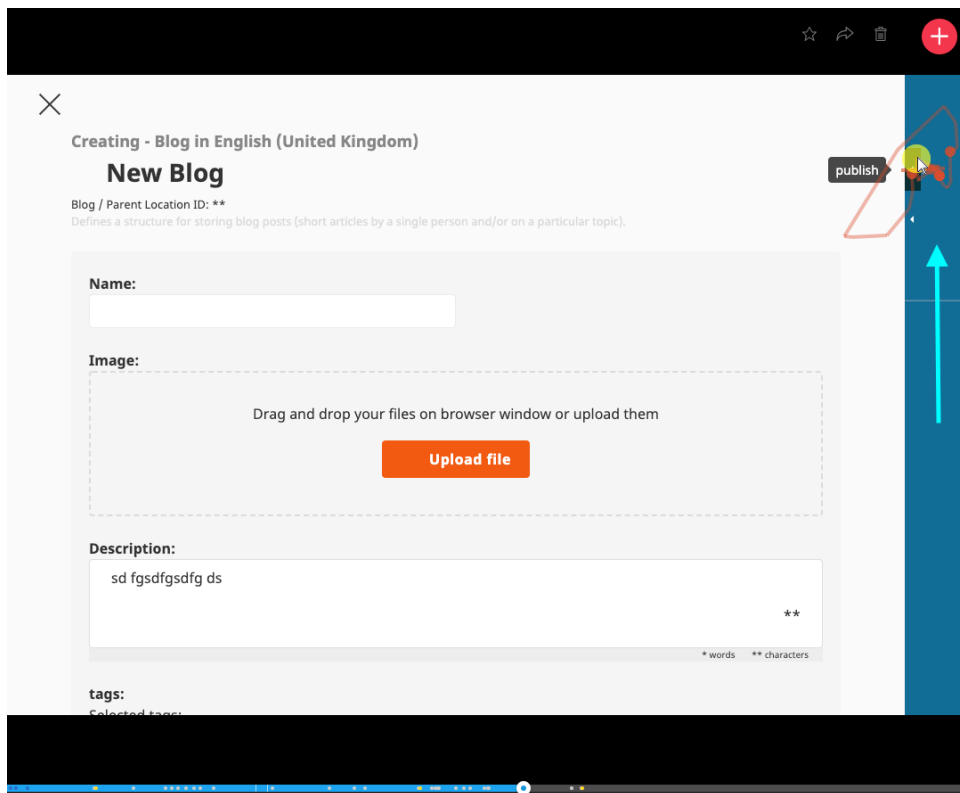 Creating - Blog in English (United Kingdom)
New Blog
publish
Blog / Parent Location ID: **
Defines a structure for storing blog posts (short articles by a single person and/or on a particular topic).
Name:
Image:
Drag and drop your files on browser window or upload them
Upload file
Description:
sd fgsdfgsdfg ds
**
* words ** characters
tags:
Selected tags: